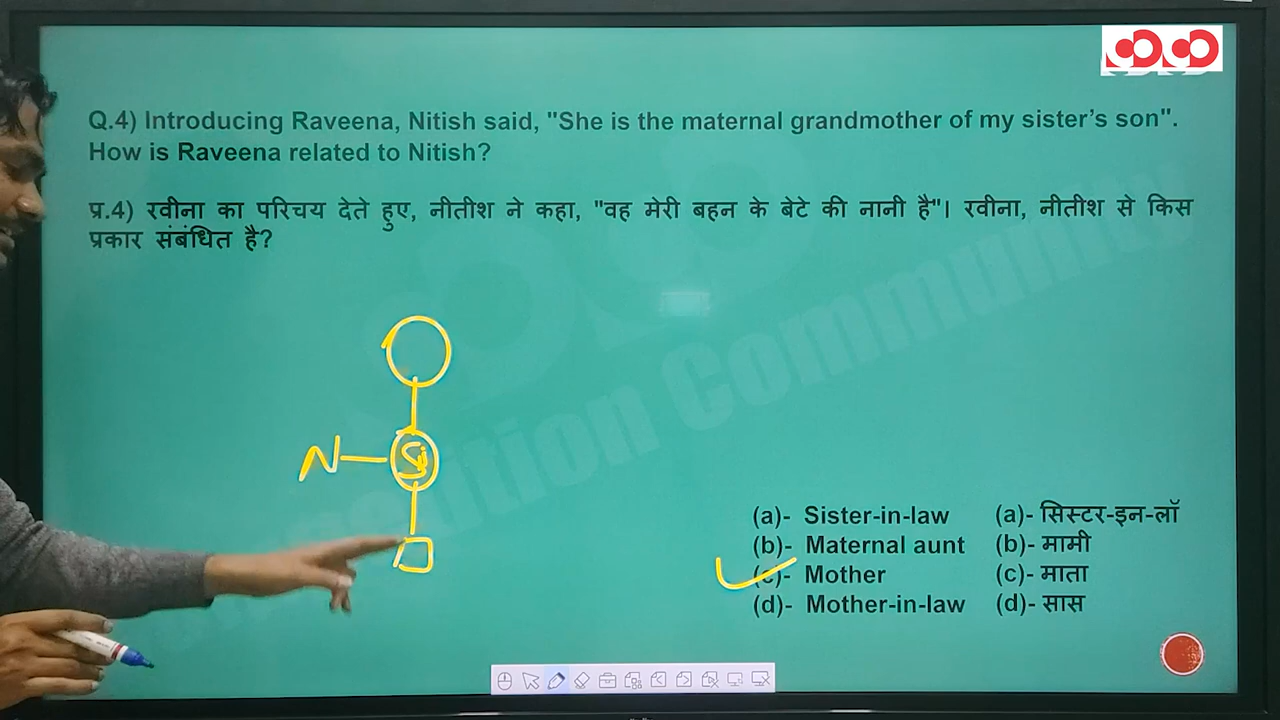 Q.4) Introducing Raveena, Nitish said, "She is the maternal grandmother of my sister's son".
How is Raveena related to Nitish?
प्र.4) रवीना का परिचय देते हुए, नीतीश ने कहा, "वह मेरी बहन के बेटे की नानी है"। रवीना, नीतीश से किस
प्रकार संबंधित है?
N
(a)- Sister-in-law (a)- सिस्टर-इन-लॉ
(b)- Maternal aunt (b)- मामी
(c)- Mother (c)- माता
(d)- Mother-in-law (d)- सास
Community